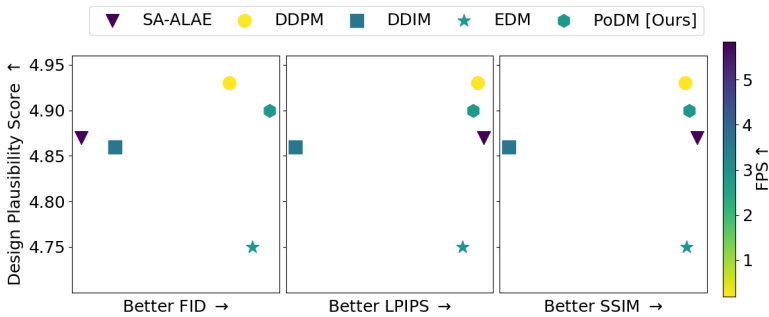 SA-ALAE DDPM DDIM EDM PoDM [Ours]
Design Plausibility Score ↑
4.95
4.90
4.85
4.80
4.75
Better FID →
Better LPIPS →
Better SSIM →
5
4
3
2
1
FPS ↑